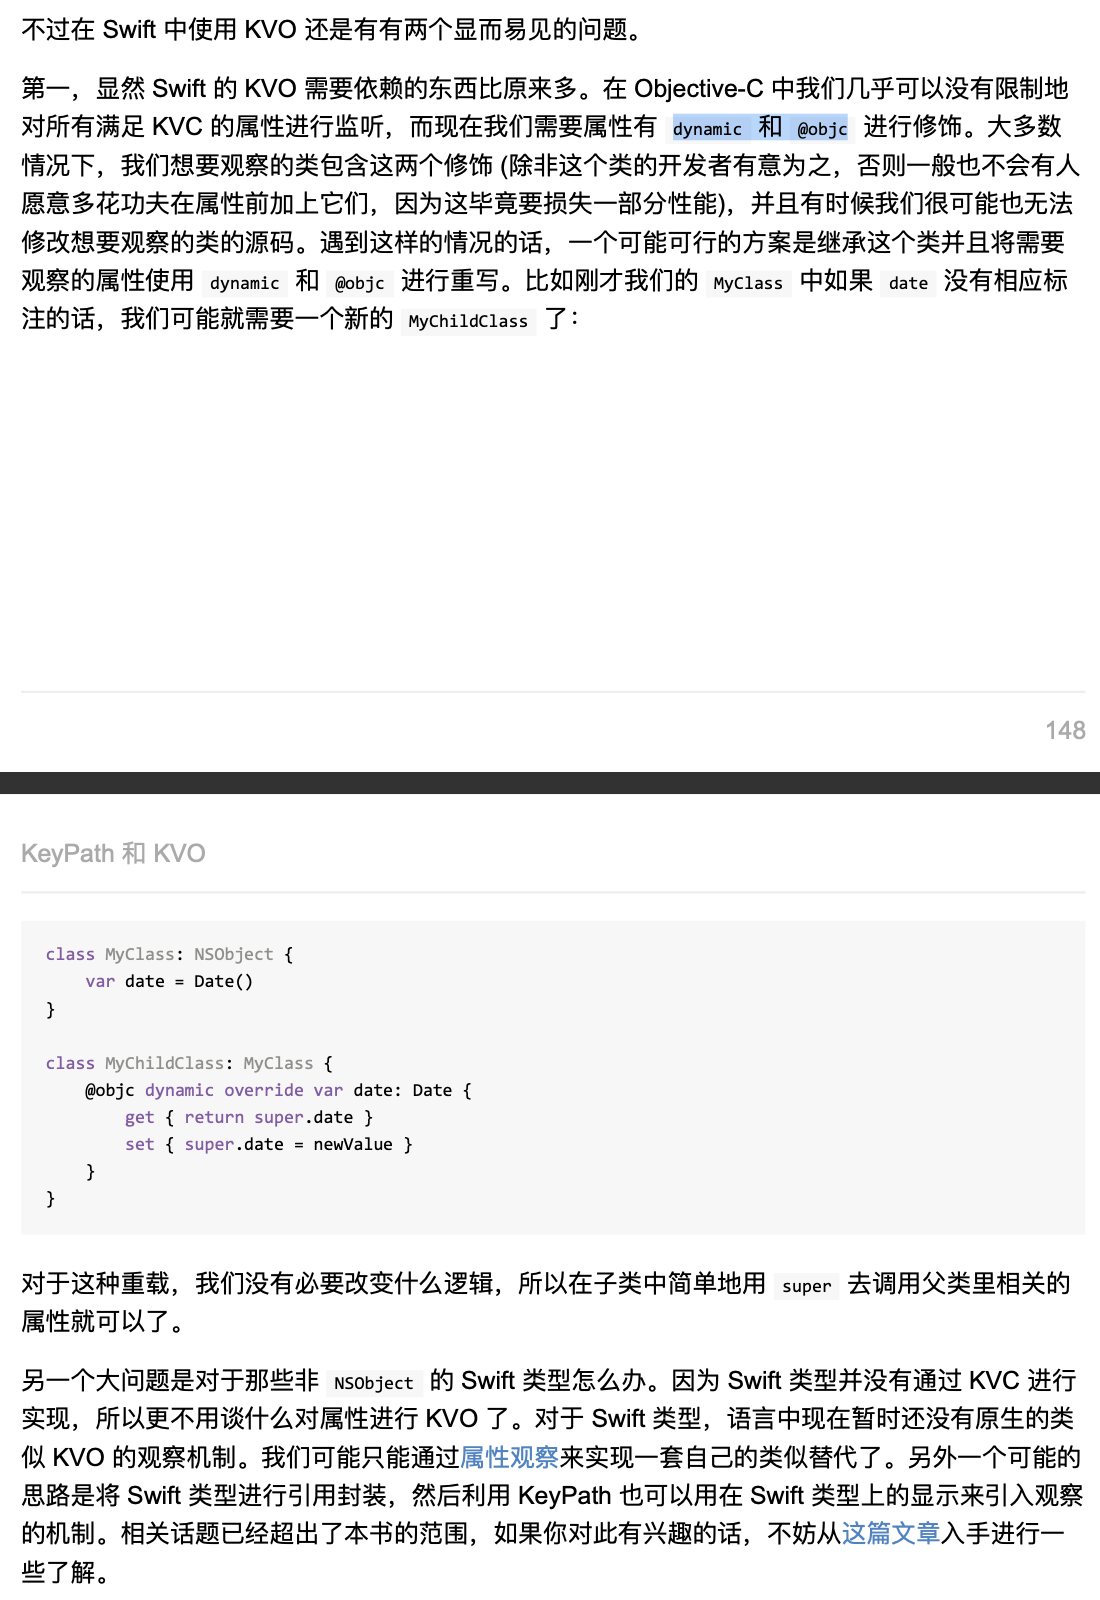 不过在 Swift 中使用 KVO 还是有有两个显而易见的问题。
第一，显然 Swift 的 KVO 需要依赖的东西比原来多。在 Objective-C 中我们几乎可以没有限制地
对所有满足 KVC 的属性进行监听，而现在我们需要属性有 dynamic 和 @objc 进行修饰。大多数
情况下，我们想要观察的类包含这两个修饰 (除非这个类的开发者有意为之，否则一般也不会有人
愿意多花功夫在属性前加上它们，因为这毕竟要损失一部分性能)，并且有时候我们很可能也无法
修改想要观察的类的源码。遇到这样的情况的话，一个可能可行的方案是继承这个类并且将需要
观察的属性使用 dynamic 和 @objc 进行重写。比如刚才我们的 MyClass 中如果 date 没有相应标
注的话，我们可能就需要一个新的 MyChildClass 了：
148
KeyPath 和 KVO
class MyClass: NSObject {
    var date = Date()
}
class MyChildClass: MyClass {
    @objc dynamic override var date: Date {
        get { return super.date }
        set { super.date = newValue }
    }
}
对于这种重载，我们没有必要改变什么逻辑，所以在子类中简单地用 super 去调用父类里相关的
属性就可以了。
另一个大问题是对于那些非 NSObject 的 Swift 类型怎么办。因为 Swift 类型并没有通过 KVC 进行
实现，所以更不用谈什么对属性进行 KVO 了。对于 Swift 类型，语言中现在暂时还没有原生的类
似 KVO 的观察机制。我们可能只能通过属性观察来实现一套自己的类似替代了。另外一个可能的
思路是将 Swift 类型进行引用封装，然后利用 KeyPath 也可以用在 Swift 类型上的显示来引入观察
的机制。相关话题已经超出了本书的范围，如果你对此有兴趣的话，不妨从这篇文章入手进行一
些了解。